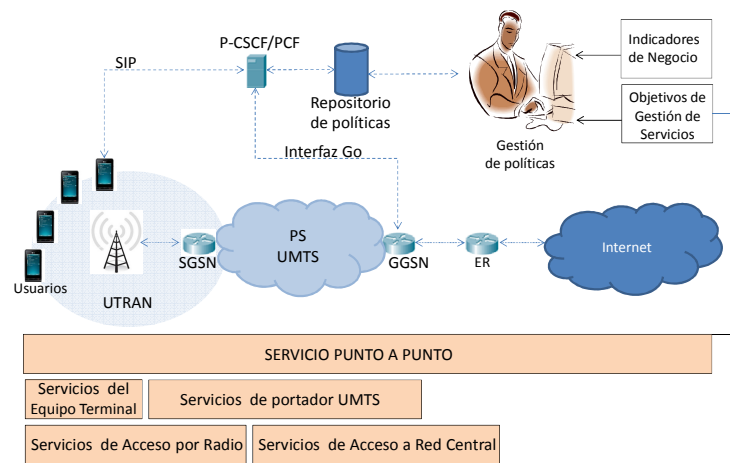 P-CSCF/PCF
SIP
Repositorio
de políticas
Indicadores
de Negocio
Objetivos de
Gestión de
Servicios
Gestión
de políticas
Interfaz Go
Usuarios
UTRAN
SGSN
PS
UMTS
GGSN
ER
Internet
SERVICIO PUNTO A PUNTO
Servicios del
Equipo Terminal
Servicios de portador UMTS
Servicios de Acceso por Radio
Servicios de Acceso a Red Central